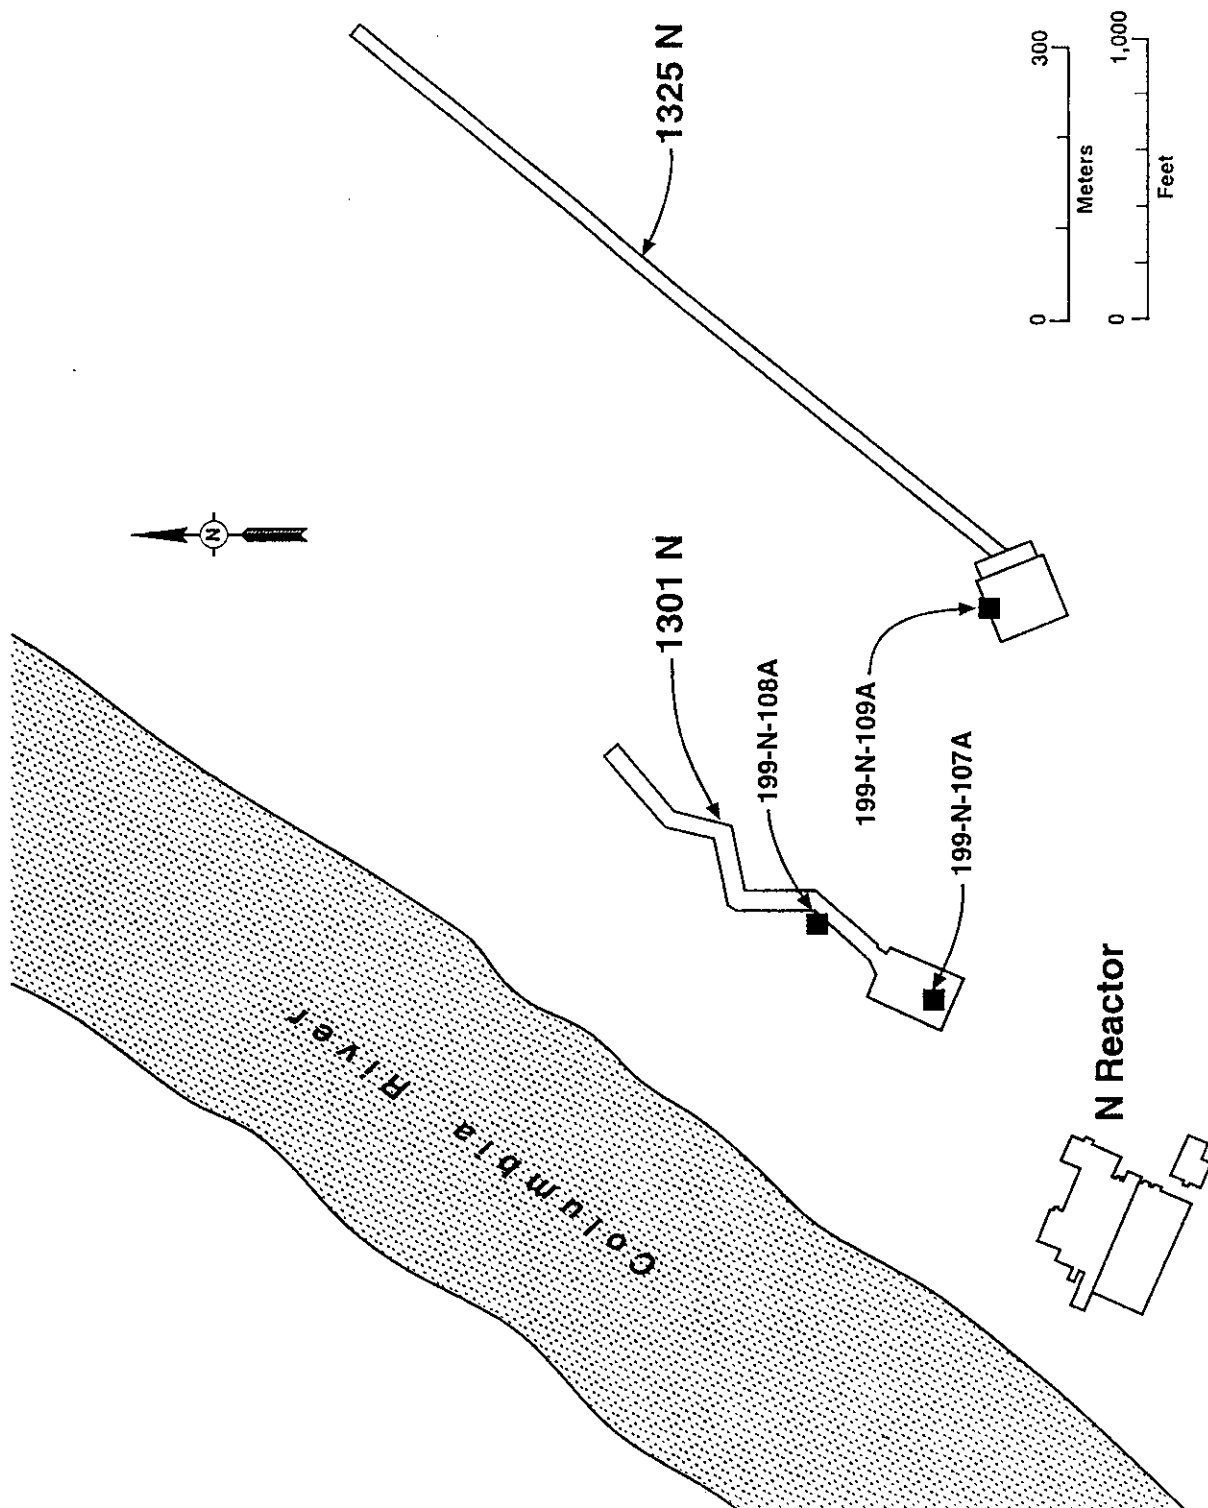 N
1325 N
1301 N
199-N-108A
199-N-109A
199-N-107A
Columbia River
N Reactor
0 300
Meters
0 1,000
Feet